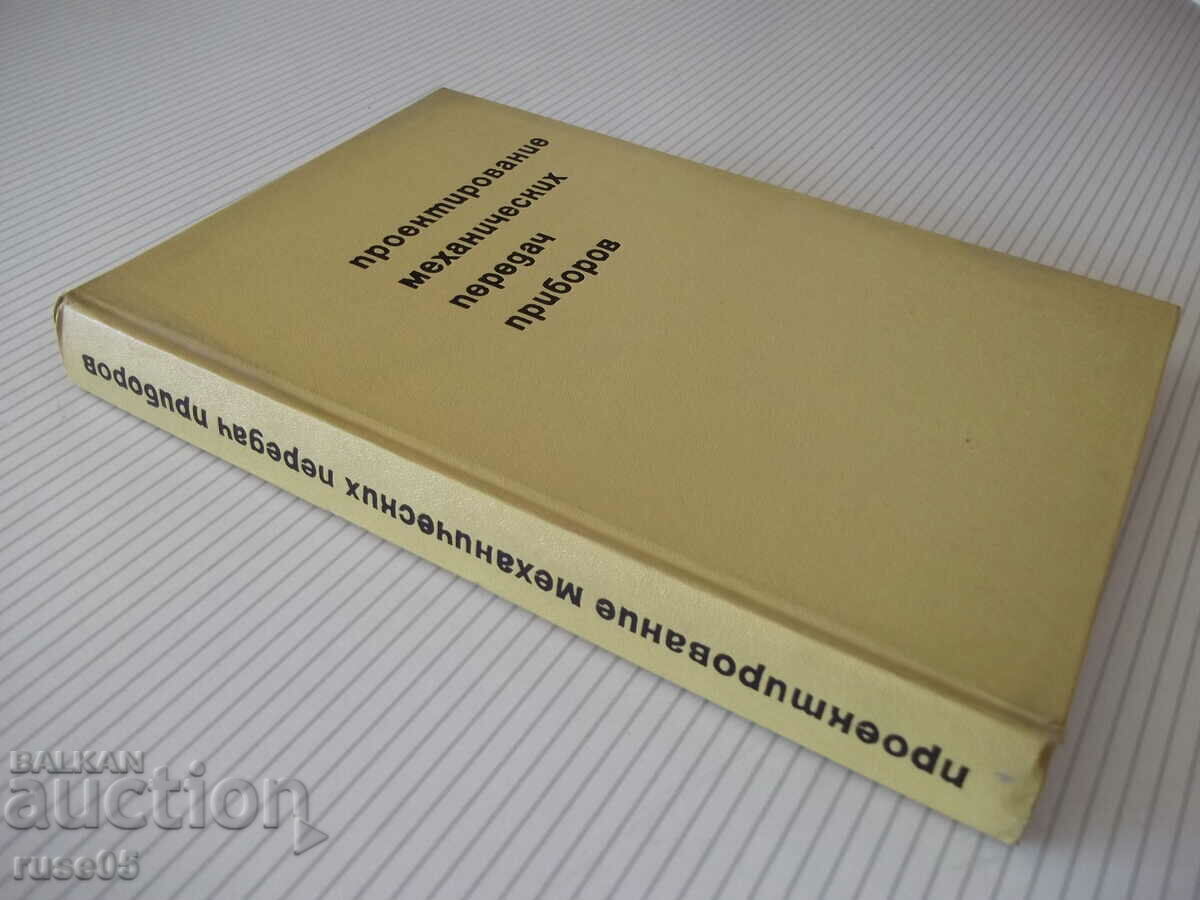 проектирование
механических
передач
приборов
проектирование механических передач приборов
BALKAN
auction
ruse05